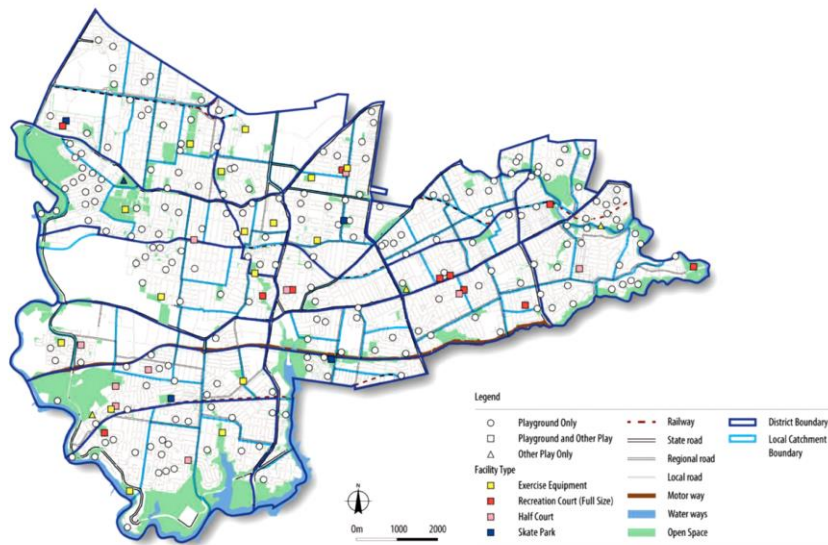 Legend
Playground Only
Playground and Other Play
Other Play Only
Facility Type
Exercise Equipment
Recreation Court (Full Size)
Half Court
Skate Park
Railway
State road
Regional road
Local road
Motor way
Water ways
Open Space
District Boundary
Local Catchment
Boundary
N
0m 1000 2000